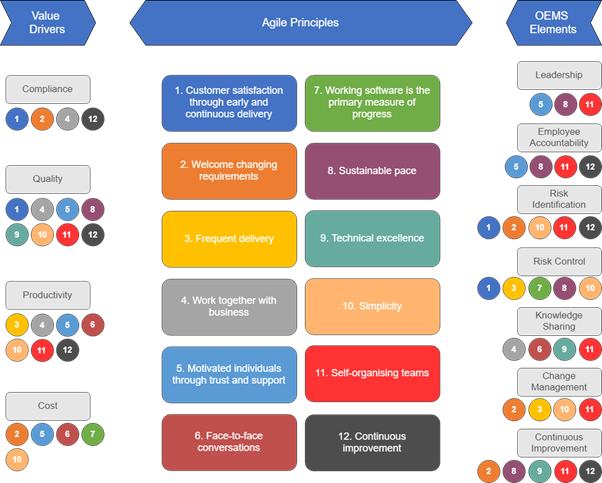 Value
Drivers
Agile Principles
OEMS
Elements
Compliance
1 2 4 12
Quality
1 4 5 8
9 10 11 12
Productivity
3 4 5 6
10 11 12
Cost
2 5 6 7
10
1. Customer satisfaction
through early and
continuous delivery
7. Working software is the
primary measure of
progress
2. Welcome changing
requirements
8. Sustainable pace
3. Frequent delivery
9. Technical excellence
4. Work together with
business
10. Simplicity
5. Motivated individuals
through trust and support
11. Self-organising teams
6. Face-to-face
conversations
12. Continuous
improvement
Leadership
5 8 11
Employee
Accountability
5 8 11 12
Risk
Identification
1 2 10 11 12
Risk Control
1 3 7 8 10
Knowledge
Sharing
4 6 9 11
Change
Management
2 3 10 11
Continuous
Improvement
2 8 9 11 12